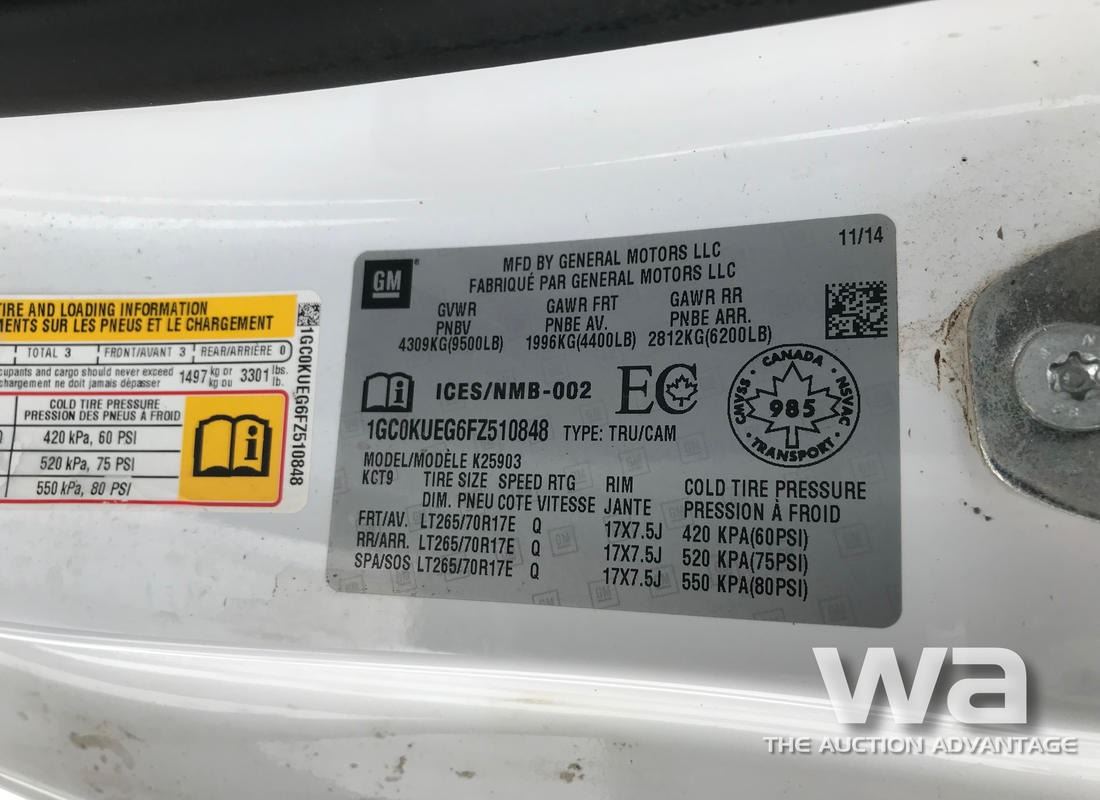 TIRE AND LOADING INFORMATION
MENTS SUR LES PNEUS ET LE CHARGEMENT
TOTAL 3 FRONT/AVANT 3 REAR/ARRIÈRE 0
cupants and cargo should never exceed
chargement ne doit jamais dépasser
1497 kg or kg ou 3301 lbs. lb.
COLD TIRE PRESSURE
PRESSION DES PNEUS À FROID
420 kPa, 60 PSI
520 kPa, 75 PSI
550 kPa, 80 PSI
1GC0KUEG6FZ510848
GM
MFD BY GENERAL MOTORS LLC
FABRIQUÉ PAR GENERAL MOTORS LLC
11/14
GVWR GAWR FRT GAWR RR
PNBV PNBE AV. PNBE ARR.
4309KG(9500LB) 1996KG(4400LB) 2812KG(6200LB)
ICES/NMB-002 EC
CANADA
CMVSS NSVAC
985
TRANSPORT
1GC0KUEG6FZ510848 TYPE: TRU/CAM
MODEL/MODÈLE K25903
KCT9 TIRE SIZE SPEED RTG RIM COLD TIRE PRESSURE
DIM. PNEU COTE VITESSE JANTE PRESSION À FROID
FRT/AV. LT265/70R17E Q 17X7.5J 420 KPA(60PSI)
RR/ARR. LT265/70R17E Q 17X7.5J 520 KPA(75PSI)
SPA/SOS LT265/70R17E Q 17X7.5J 550 KPA(80PSI)
wa
THE AUCTION ADVANTAGE